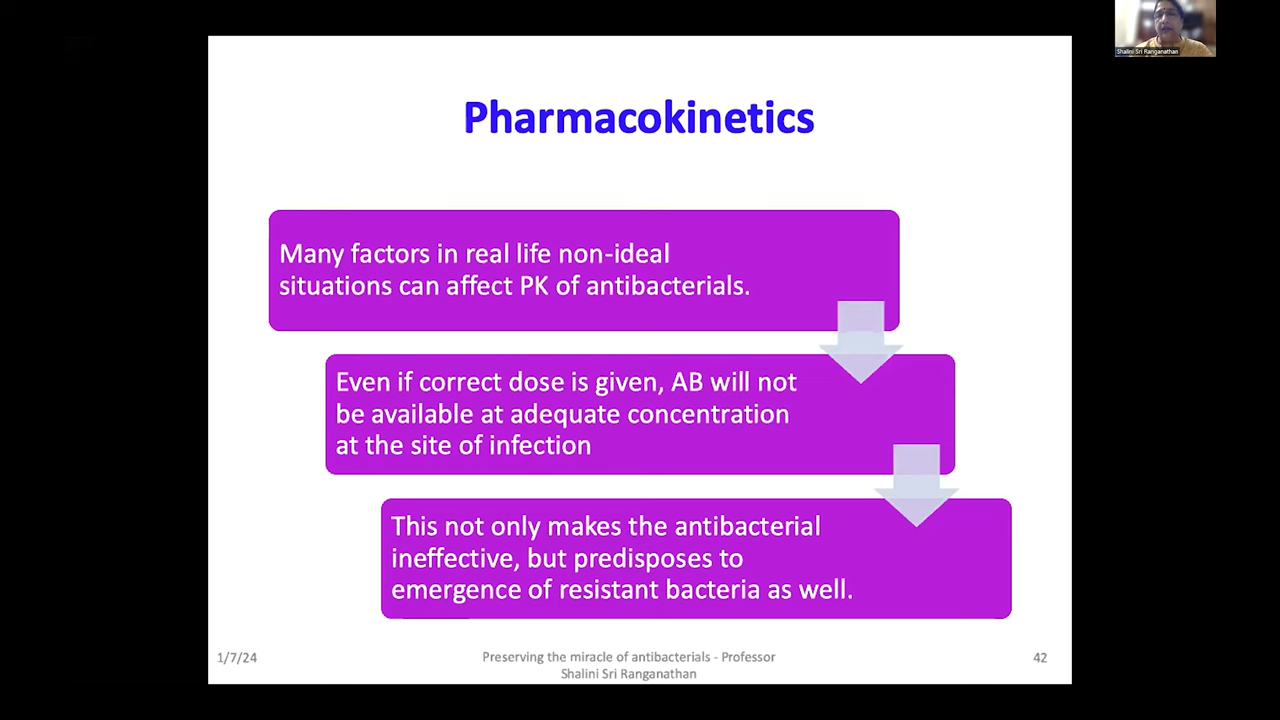 Shalini Sri Ranganathan
Pharmacokinetics
Many factors in real life non-ideal
situations can affect PK of antibacterials.
Even if correct dose is given, AB will not
be available at adequate concentration
at the site of infection
This not only makes the antibacterial
ineffective, but predisposes to
emergence of resistant bacteria as well.
1/7/24
Preserving the miracle of antibacterials - Professor
Shalini Sri Ranganathan
42